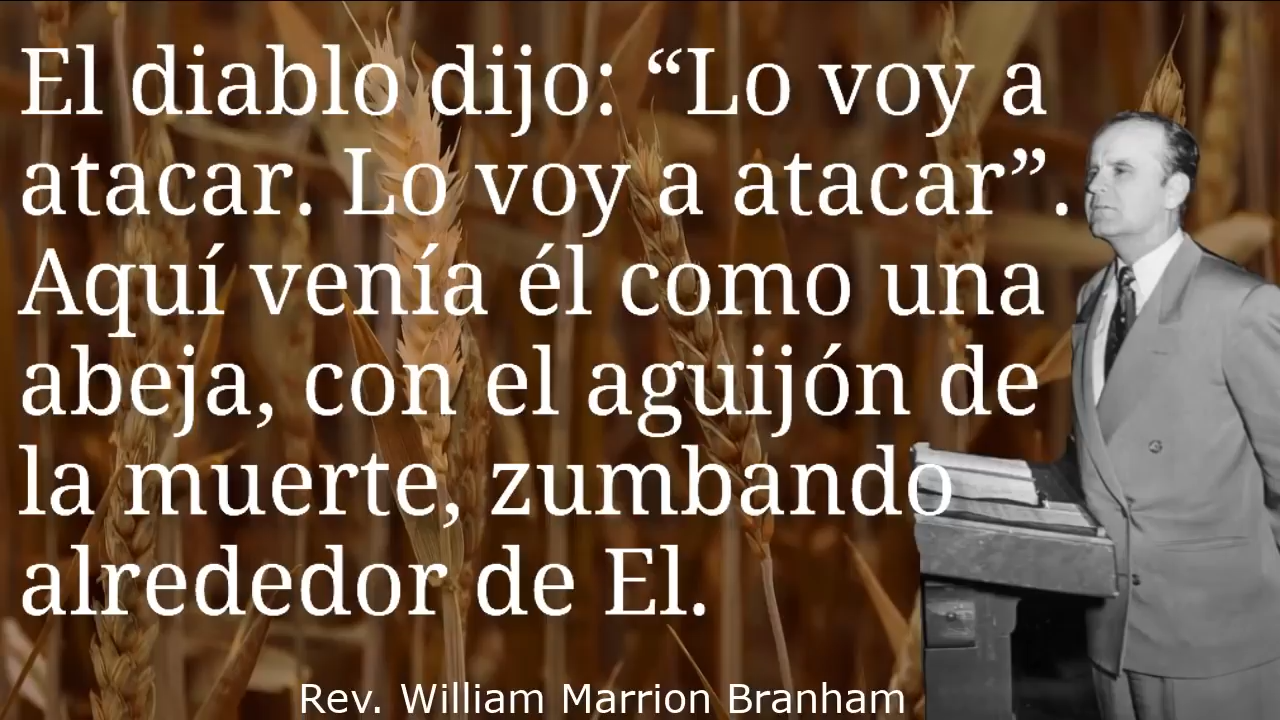 El diablo dijo: “Lo voy a
atacar. Lo voy a atacar”.
Aquí venía él como una
abeja, con el aguijón de
la muerte, zumbando
alrededor de El.
Rev. William Marrion Branham